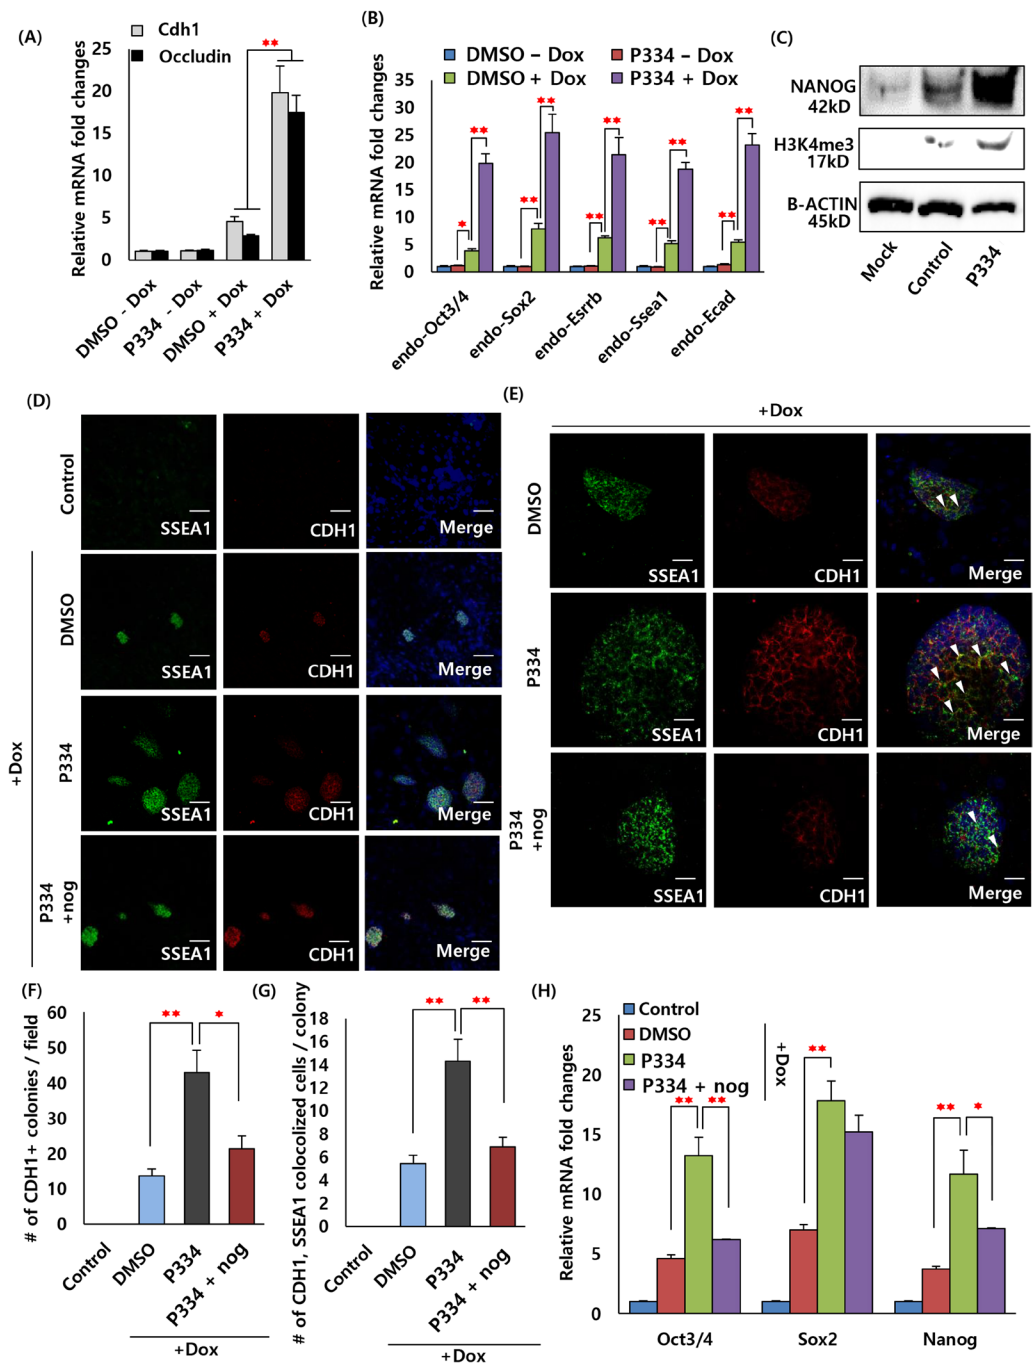 (A)
Cdh1
Occludin
**
Relative mRNA fold changes
25
20
15
10
5
0
DMSO - Dox
P334 - Dox
DMSO + Dox
P334 + Dox
(B)
DMSO – Dox
P334 – Dox
DMSO + Dox
P334 + Dox
Relative mRNA fold changes
35
30
25
20
15
10
5
0
*
**
**
**
**
**
**
**
**
**
endo-Oct3/4
endo-Sox2
endo-Esrrb
endo-Ssea1
endo-Ecad
(C)
NANOG
42kD
H3K4me3
17kD
B-ACTIN
45kD
Mock
Control
P334
(D)
Control
SSEA1
CDH1
Merge
+Dox
DMSO
SSEA1
CDH1
Merge
P334
SSEA1
CDH1
Merge
P334
+nog
SSEA1
CDH1
Merge
(E)
+Dox
DMSO
SSEA1
CDH1
Merge
P334
SSEA1
CDH1
Merge
P334
+nog
SSEA1
CDH1
Merge
(F)
# of CDH1+ colonies / field
60
50
40
30
20
10
0
**
*
Control
DMSO
P334
P334 + nog
+Dox
(G)
# of CDH1, SSEA1 colocolized cells / colony
18
16
14
12
10
8
6
4
2
0
**
**
Control
DMSO
P334
P334 + nog
+Dox
(H)
Control
DMSO
P334
P334 + nog
+Dox
Relative mRNA fold changes
25
20
15
10
5
0
**
**
**
**
*
Oct3/4
Sox2
Nanog